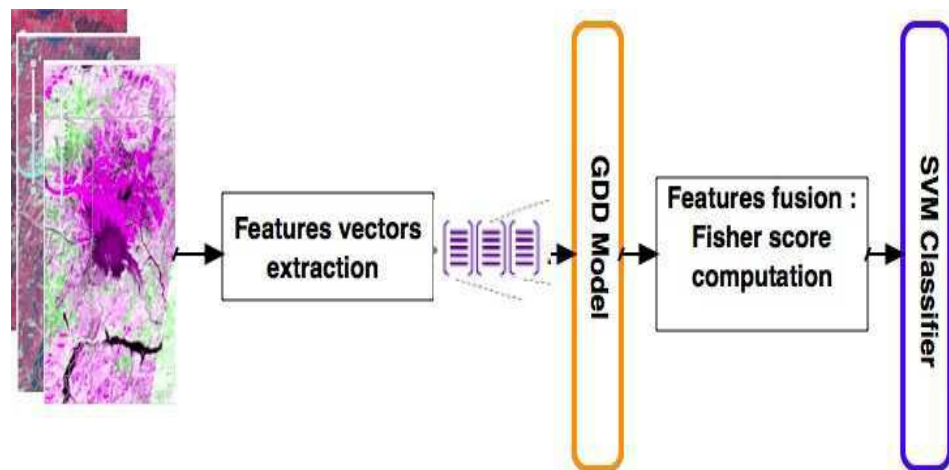 Features vectors
extraction
GDD Model
Features fusion :
Fisher score
computation
SVM Classifier